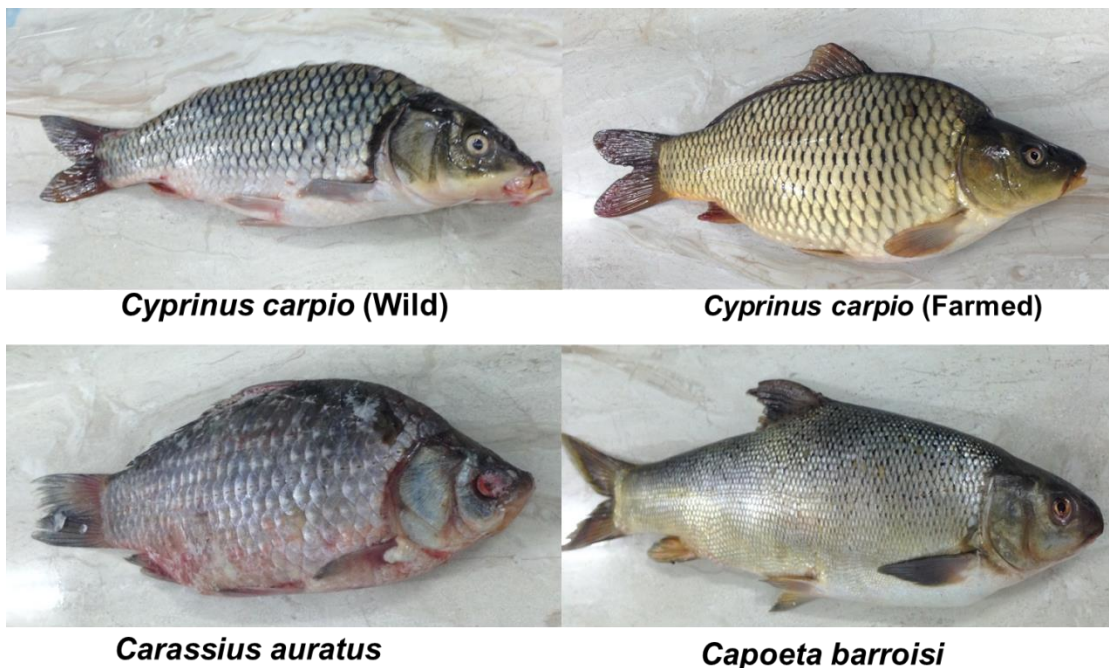 Cyprinus carpio (Wild)
Cyprinus carpio (Farmed)
Carassius auratus
Capoeta barroisi